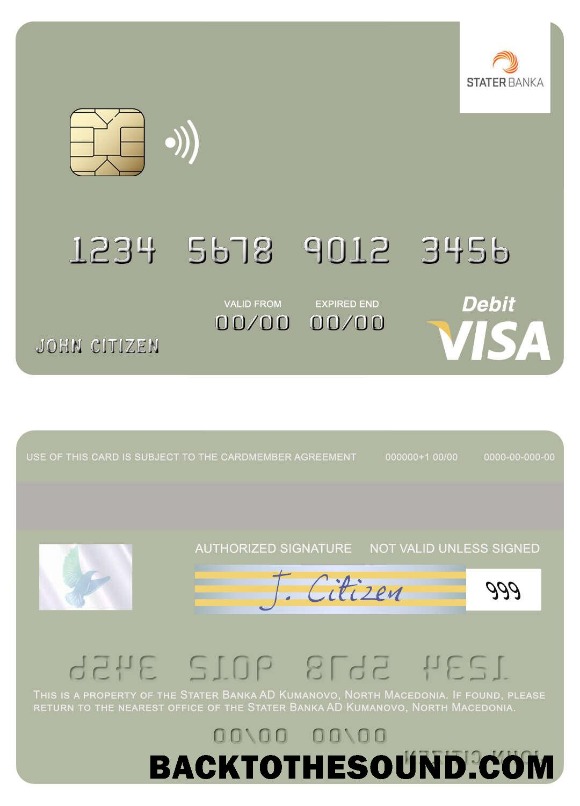 STATER BANKA
1234 5678 9012 3456
VALID FROM EXPIRED END
00/00 00/00
JOHN CITIZEN
Debit
VISA
USE OF THIS CARD IS SUBJECT TO THE CARDMEMBER AGREEMENT 000000+1 00/00 0000-00-000-00
AUTHORIZED SIGNATURE NOT VALID UNLESS SIGNED
J. Citizen
999
THIS IS A PROPERTY OF THE STATER BANKA AD KUMANOVO, NORTH MACEDONIA. IF FOUND, PLEASE
RETURN TO THE NEAREST OFFICE OF THE STATER BANKA AD KUMANOVO, NORTH MACEDONIA.
00/00 00/00
BACKTOTHESOUND.COM